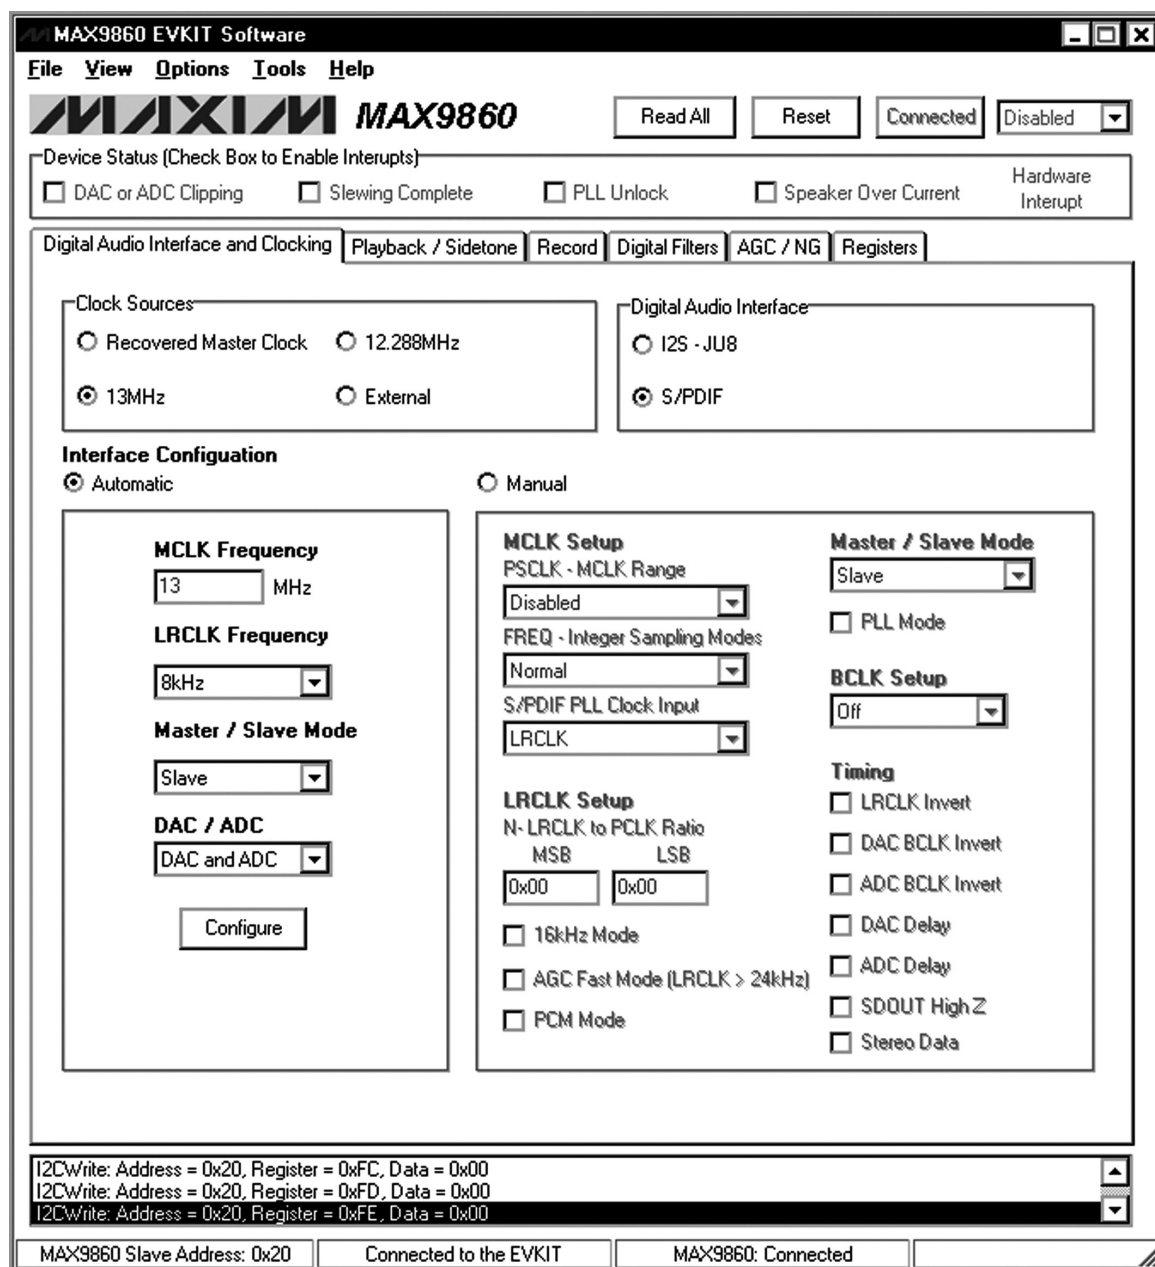 MAX9860 EVKIT Software
File View Options Tools Help
MAXIM MAX9860 Read All Reset Connected Disabled
Device Status (Check Box to Enable Interupts)
DAC or ADC Clipping Slewing Complete PLL Unlock Speaker Over Current Hardware Interupt
Digital Audio Interface and Clocking Playback / Sidetone Record Digital Filters AGC / NG Registers
Clock Sources
Recovered Master Clock 12.288MHz
13MHz External
Digital Audio Interface
I2S - JU8
S/PDIF
Interface Configuation
Automatic Manual
MCLK Frequency
13 MHz
LRCLK Frequency
8kHz
Master / Slave Mode
Slave
DAC / ADC
DAC and ADC
Configure
MCLK Setup
PSCLK - MCLK Range
Disabled
FREQ - Integer Sampling Modes
Normal
S/PDIF PLL Clock Input
LRCLK
LRCLK Setup
N- LRCLK to PCLK Ratio
MSB LSB
0x00 0x00
16kHz Mode
AGC Fast Mode (LRCLK > 24kHz)
PCM Mode
Master / Slave Mode
Slave
PLL Mode
BCLK Setup
Off
Timing
LRCLK Invert
DAC BCLK Invert
ADC BCLK Invert
DAC Delay
ADC Delay
SDOUT High Z
Stereo Data
I2CWrite: Address = 0x20, Register = 0xFC, Data = 0x00
I2CWrite: Address = 0x20, Register = 0xFD, Data = 0x00
I2CWrite: Address = 0x20, Register = 0xFE, Data = 0x00
MAX9860 Slave Address: 0x20 Connected to the EVKIT MAX9860: Connected